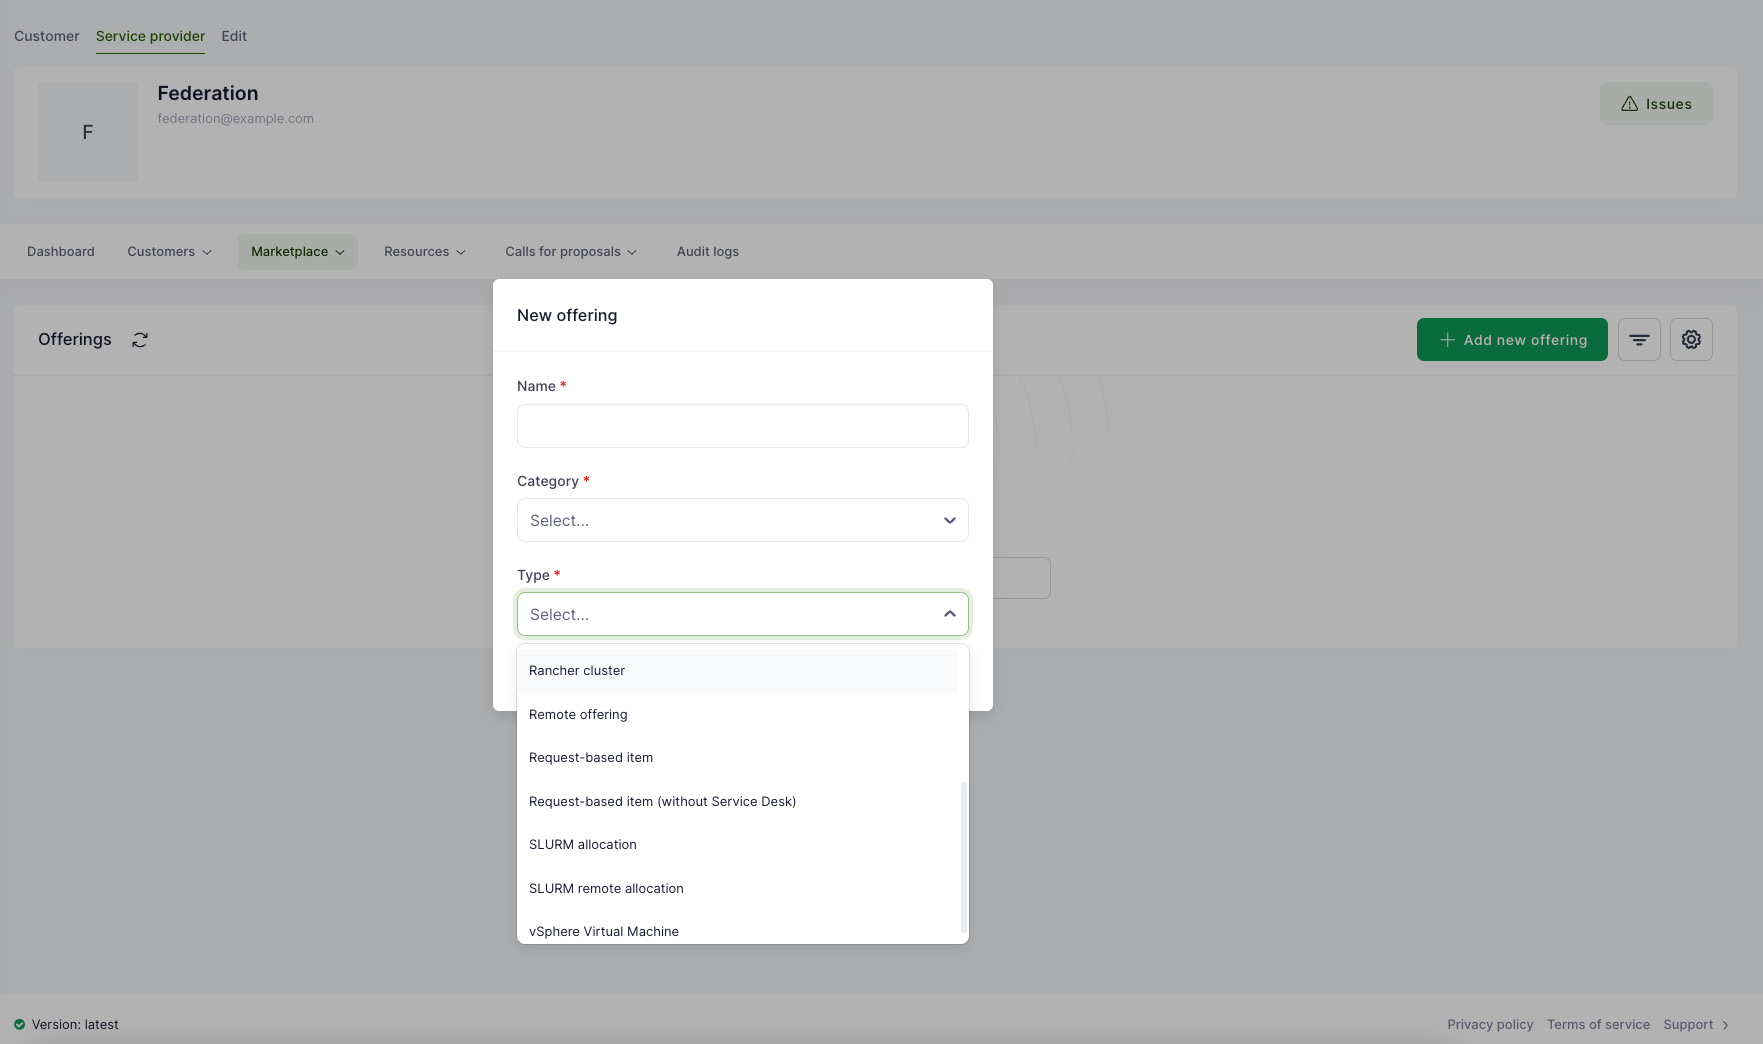 Customer Service provider Edit
F
Federation
federation@example.com
Issues
Dashboard Customers Marketplace Resources Calls for proposals Audit logs
Offerings
Add new offering
New offering
Name *
Category *
Select...
Type *
Select...
Rancher cluster
Remote offering
Request-based item
Request-based item (without Service Desk)
SLURM allocation
SLURM remote allocation
vSphere Virtual Machine
Version: latest
Privacy policy Terms of service Support